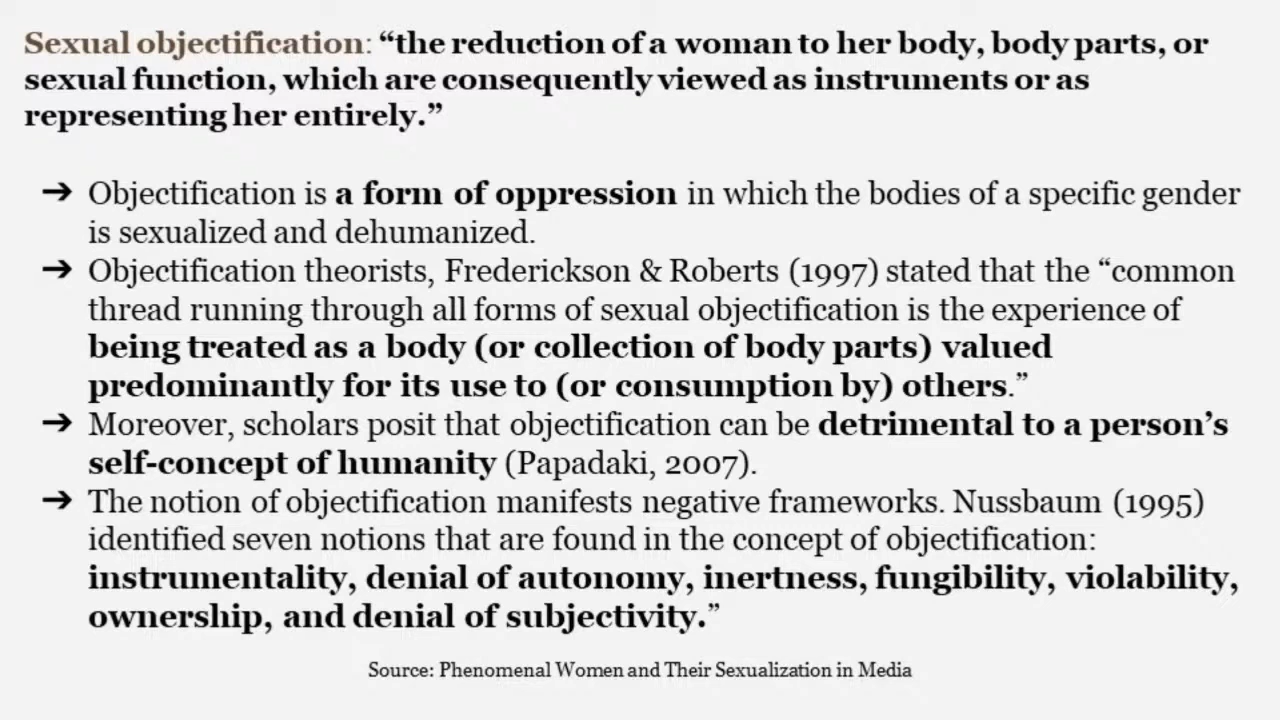 Sexual objectification: “the reduction of a woman to her body, body parts, or
sexual function, which are consequently viewed as instruments or as
representing her entirely.”
➔ Objectification is a form of oppression in which the bodies of a specific gender
is sexualized and dehumanized.
➔ Objectification theorists, Frederickson & Roberts (1997) stated that the “common
thread running through all forms of sexual objectification is the experience of
being treated as a body (or collection of body parts) valued
predominantly for its use to (or consumption by) others.”
➔ Moreover, scholars posit that objectification can be detrimental to a person’s
self-concept of humanity (Papadaki, 2007).
➔ The notion of objectification manifests negative frameworks. Nussbaum (1995)
identified seven notions that are found in the concept of objectification:
instrumentality, denial of autonomy, inertness, fungibility, violability,
ownership, and denial of subjectivity.”
Source: Phenomenal Women and Their Sexualization in Media